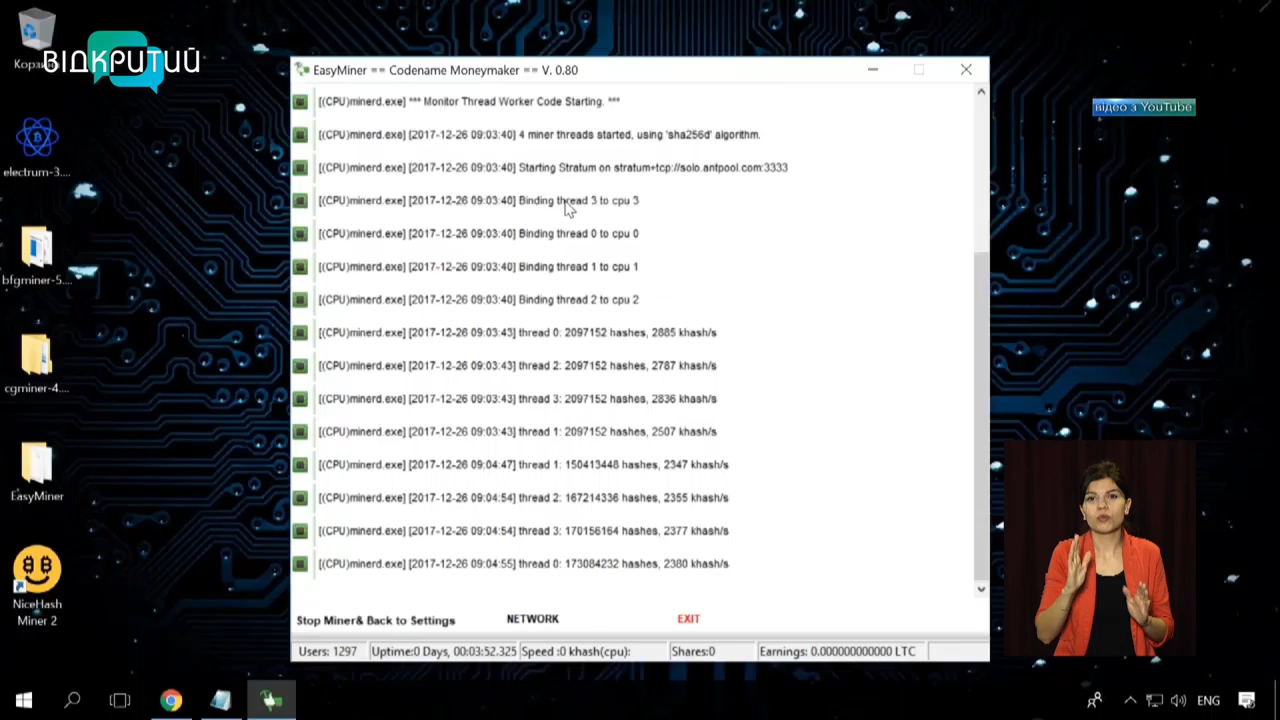 Корзина
ВІДКРИТИЙ
electrum-3....
bfgminer-5....
cgminer-4....
EasyMiner
NiceHash
Miner 2
EasyMiner == Codename Moneymaker == V. 0.80
[(CPU)minerd.exe] *** Monitor Thread Worker Code Starting. ***
[(CPU)minerd.exe] [2017-12-26 09:03:40] 4 miner threads started, using 'sha256d' algorithm.
[(CPU)minerd.exe] [2017-12-26 09:03:40] Starting Stratum on stratum+tcp://solo.antpool.com:3333
[(CPU)minerd.exe] [2017-12-26 09:03:40] Binding thread 3 to cpu 3
[(CPU)minerd.exe] [2017-12-26 09:03:40] Binding thread 0 to cpu 0
[(CPU)minerd.exe] [2017-12-26 09:03:40] Binding thread 1 to cpu 1
[(CPU)minerd.exe] [2017-12-26 09:03:40] Binding thread 2 to cpu 2
[(CPU)minerd.exe] [2017-12-26 09:03:43] thread 0: 2097152 hashes, 2885 khash/s
[(CPU)minerd.exe] [2017-12-26 09:03:43] thread 2: 2097152 hashes, 2787 khash/s
[(CPU)minerd.exe] [2017-12-26 09:03:43] thread 3: 2097152 hashes, 2836 khash/s
[(CPU)minerd.exe] [2017-12-26 09:03:43] thread 1: 2097152 hashes, 2507 khash/s
[(CPU)minerd.exe] [2017-12-26 09:04:47] thread 1: 150413448 hashes, 2347 khash/s
[(CPU)minerd.exe] [2017-12-26 09:04:54] thread 2: 167214336 hashes, 2355 khash/s
[(CPU)minerd.exe] [2017-12-26 09:04:54] thread 3: 170156164 hashes, 2377 khash/s
[(CPU)minerd.exe] [2017-12-26 09:04:55] thread 0: 173084232 hashes, 2380 khash/s
Stop Miner& Back to Settings NETWORK EXIT
Users: 1297 Uptime:0 Days, 00:03:52.325 Speed :0 khash(cpu): Shares:0 Earnings: 0.000000000000 LTC
відео з YouTube
ENG